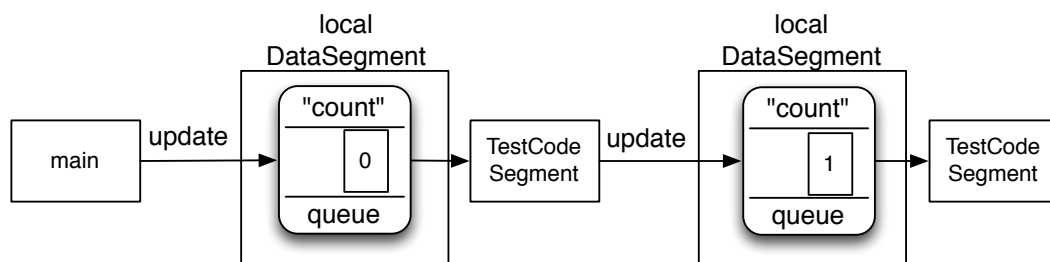 local
DataSegment
"count"
0
queue
main
update
TestCode
Segment
update
local
DataSegment
"count"
1
queue
TestCode
Segment